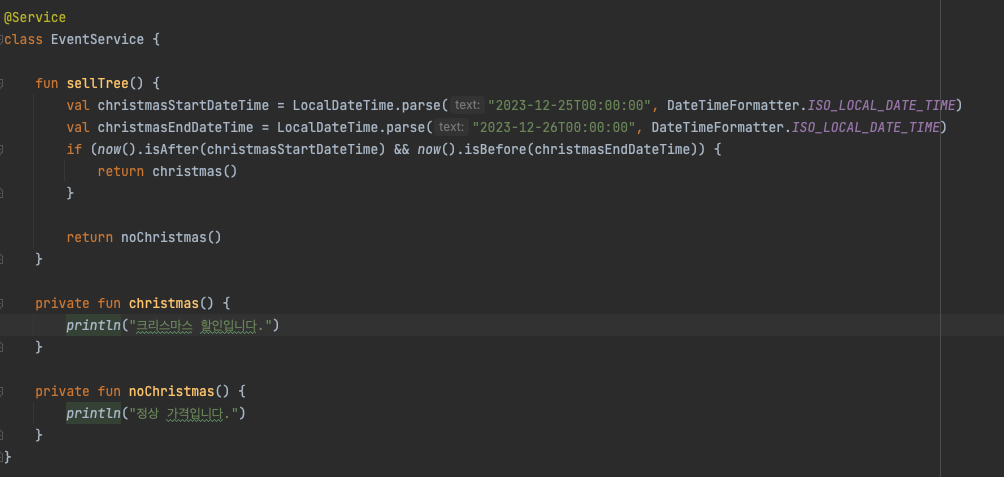 @Service
class EventService {
fun sellTree() {
val christmasStartDateTime = LocalDateTime.parse( text: "2023-12-25T00:00:00", DateTimeFormatter.ISO_LOCAL_DATE_TIME)
val christmasEndDateTime = LocalDateTime.parse( text: "2023-12-26T00:00:00", DateTimeFormatter.ISO_LOCAL_DATE_TIME)
if (now().isAfter(christmasStartDateTime) && now().isBefore(christmasEndDateTime)) {
return christmas()
}
return noChristmas()
}
private fun christmas() {
println("크리스마스 할인입니다.")
}
private fun noChristmas() {
println("정상 가격입니다.")
}
}